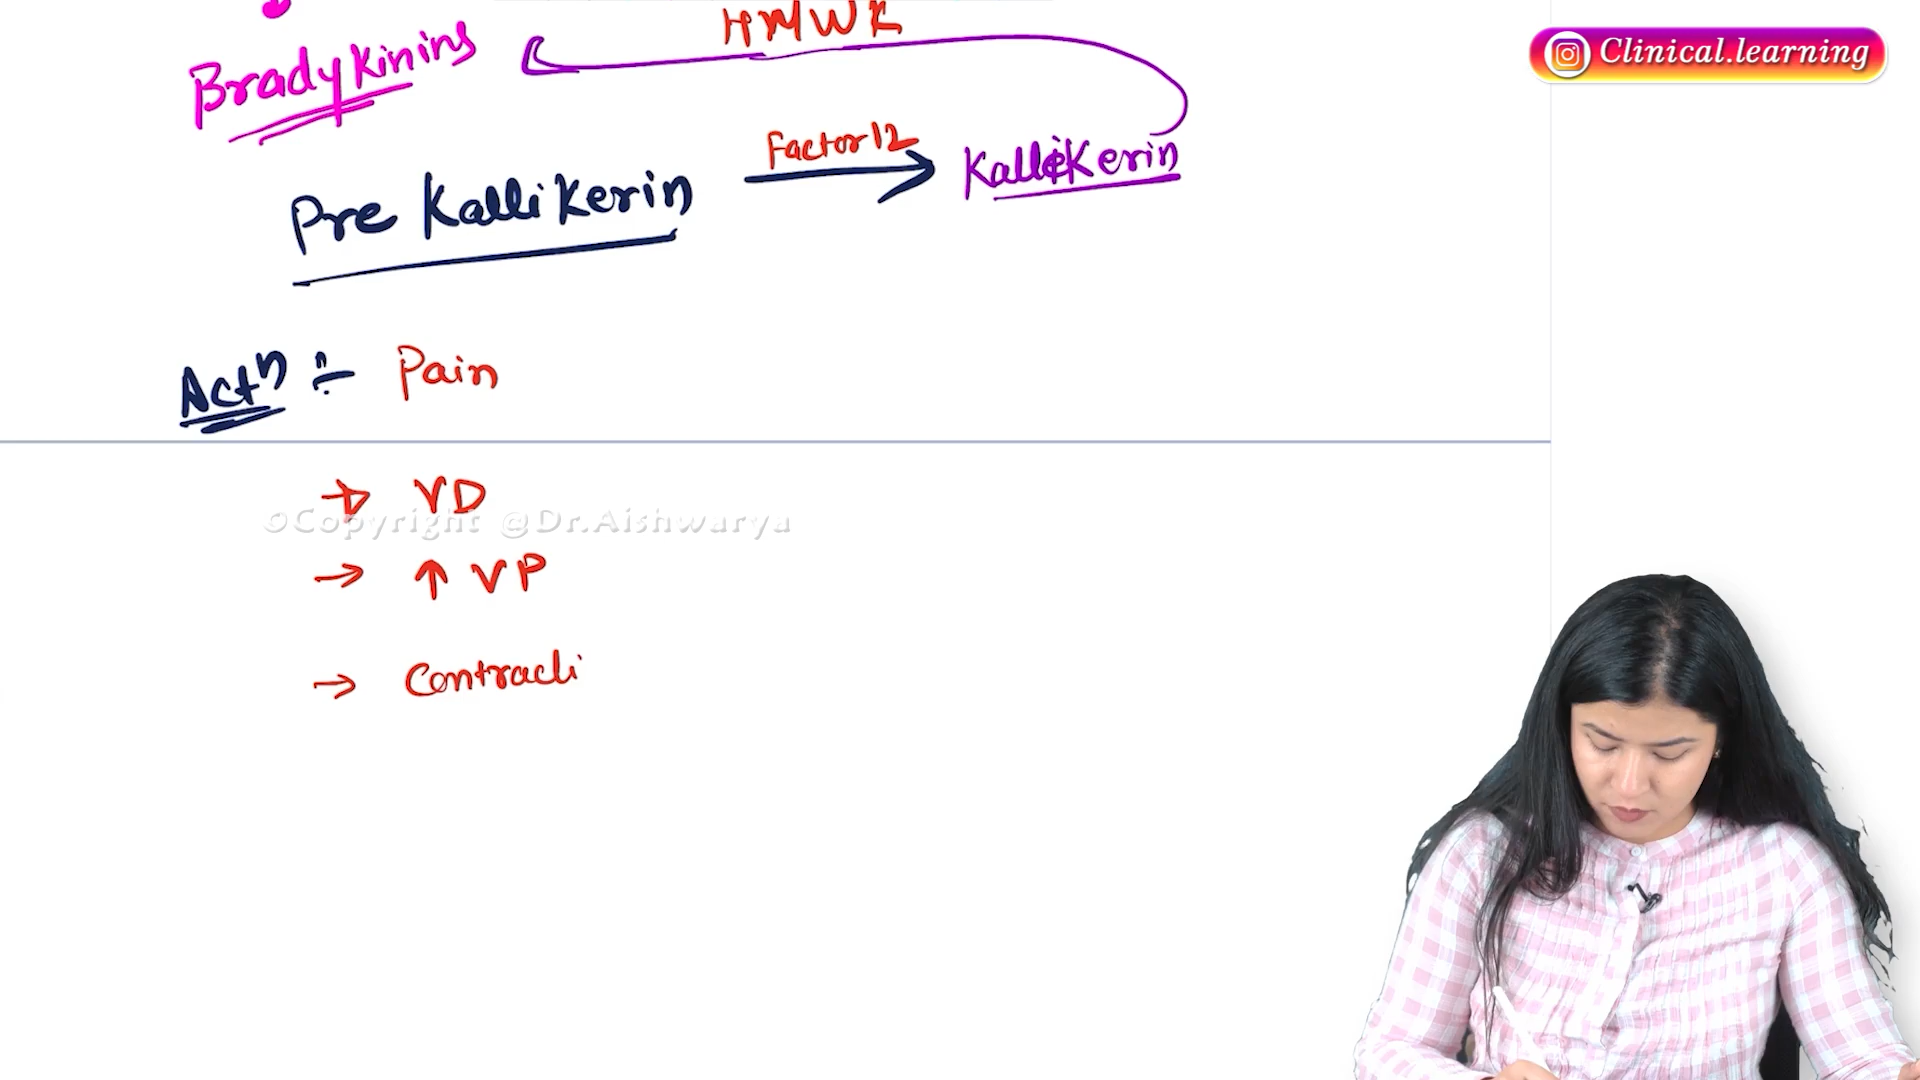 HMWK
Clinical.learning
Bradykinins
Factor 12
Kallikerin
Pre Kallikerin
Actn :- Pain
→ VD
©Copyright @Dr.Aishwarya
→ ↑ VP
→ Contracti